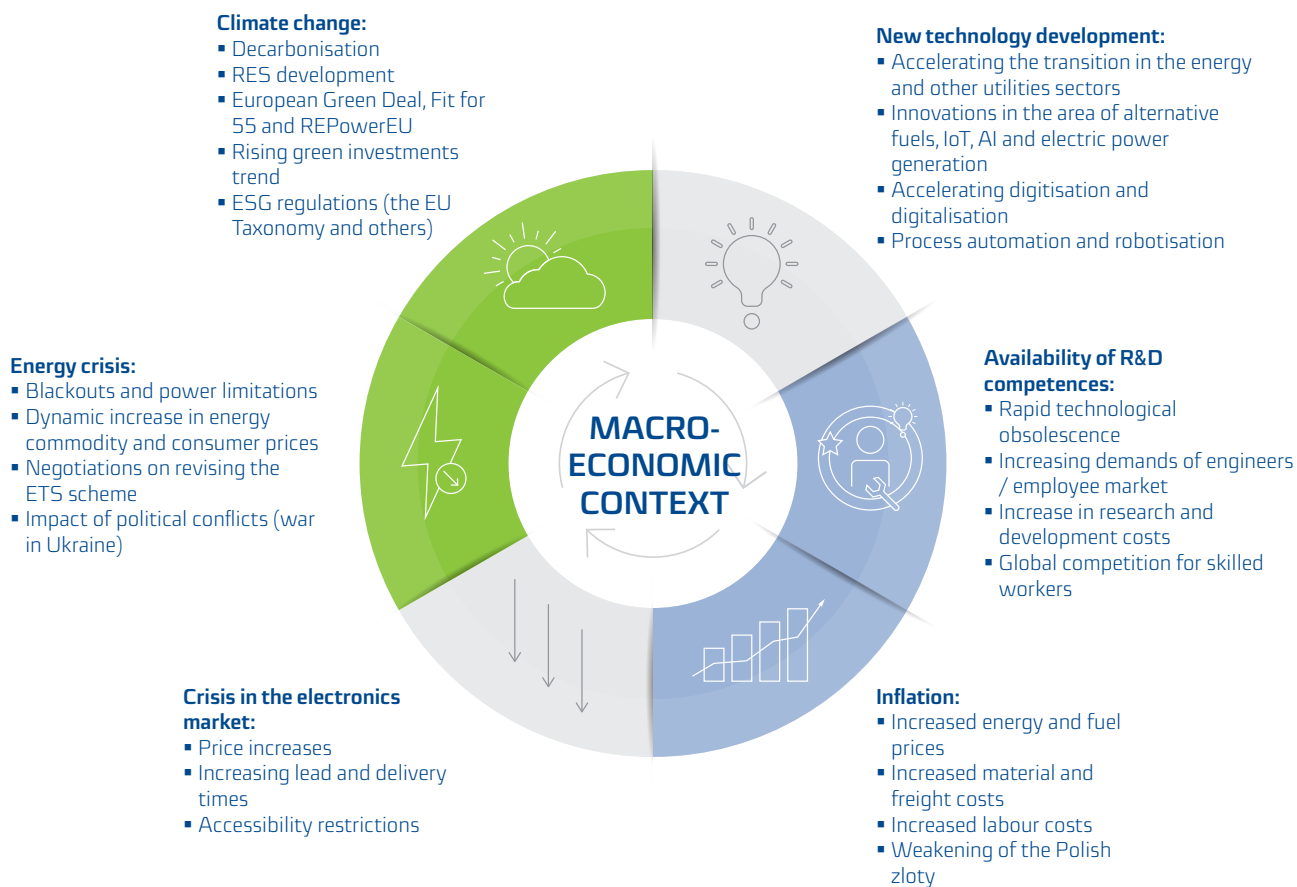 Climate change:
▪ Decarbonisation
▪ RES development
▪ European Green Deal, Fit for
55 and REPowerEU
▪ Rising green investments
trend
▪ ESG regulations (the EU
Taxonomy and others)
New technology development:
▪ Accelerating the transition in the energy
and other utilities sectors
▪ Innovations in the area of alternative
fuels, IoT, AI and electric power
generation
▪ Accelerating digitisation and
digitalisation
▪ Process automation and robotisation
Energy crisis:
▪ Blackouts and power limitations
▪ Dynamic increase in energy
commodity and consumer prices
▪ Negotiations on revising the
ETS scheme
▪ Impact of political conflicts (war
in Ukraine)
MACRO-
ECONOMIC
CONTEXT
Availability of R&D
competences:
▪ Rapid technological
obsolescence
▪ Increasing demands of engineers
/ employee market
▪ Increase in research and
development costs
▪ Global competition for skilled
workers
Crisis in the electronics
market:
▪ Price increases
▪ Increasing lead and delivery
times
▪ Accessibility restrictions
Inflation:
▪ Increased energy and fuel
prices
▪ Increased material and
freight costs
▪ Increased labour costs
▪ Weakening of the Polish
zloty